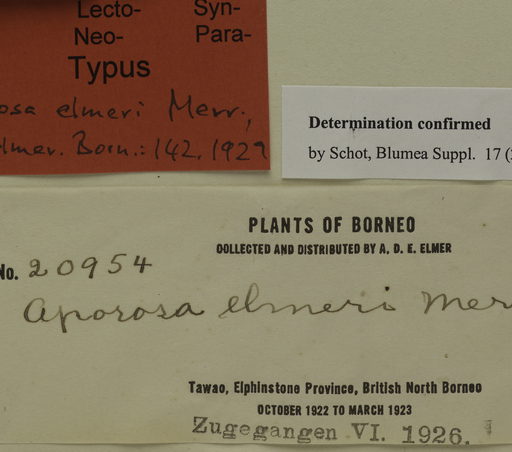 Lecto- Syn-
Neo- Para-
Typus
osa elmeri Merr.,
lmer. Born.: 142. 1929
Determination confirmed
by Schot, Blumea Suppl. 17 (
PLANTS OF BORNEO
COLLECTED AND DISTRIBUTED BY A. D. E. ELMER
No. 20954
Aporosa elmeri Mer
Tawao, Elphinstone Province, British North Borneo
OCTOBER 1922 TO MARCH 1923
Zugegangen VI. 1926.